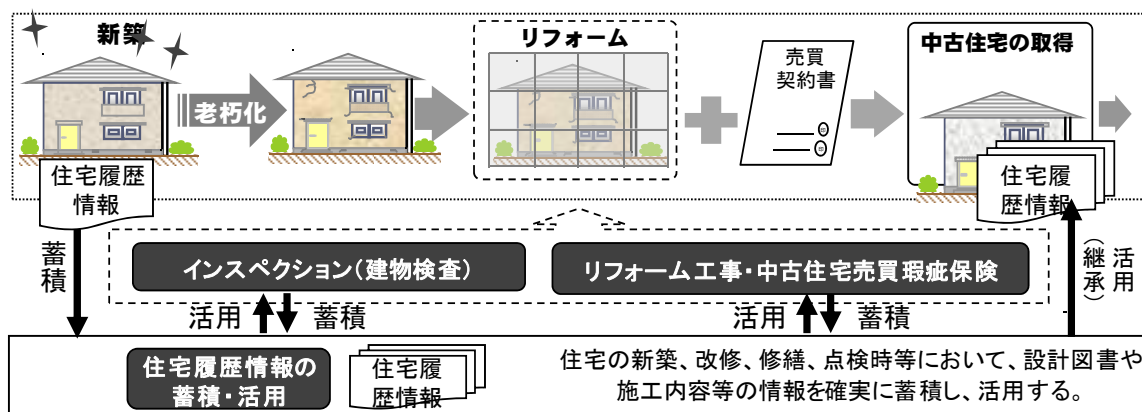 新築
老朽化
リフォーム
売買
契約書
中古住宅の取得
住宅履歴
情報
住宅履
歴情報
蓄積
インスペクション(建物検査)
リフォーム工事・中古住宅売買瑕疵保険
活用
(継承)
活用
蓄積
活用
蓄積
住宅履歴情報の
蓄積・活用
住宅履
歴情報
住宅の新築、改修、修繕、点検時等において、設計図書や
施工内容等の情報を確実に蓄積し、活用する。